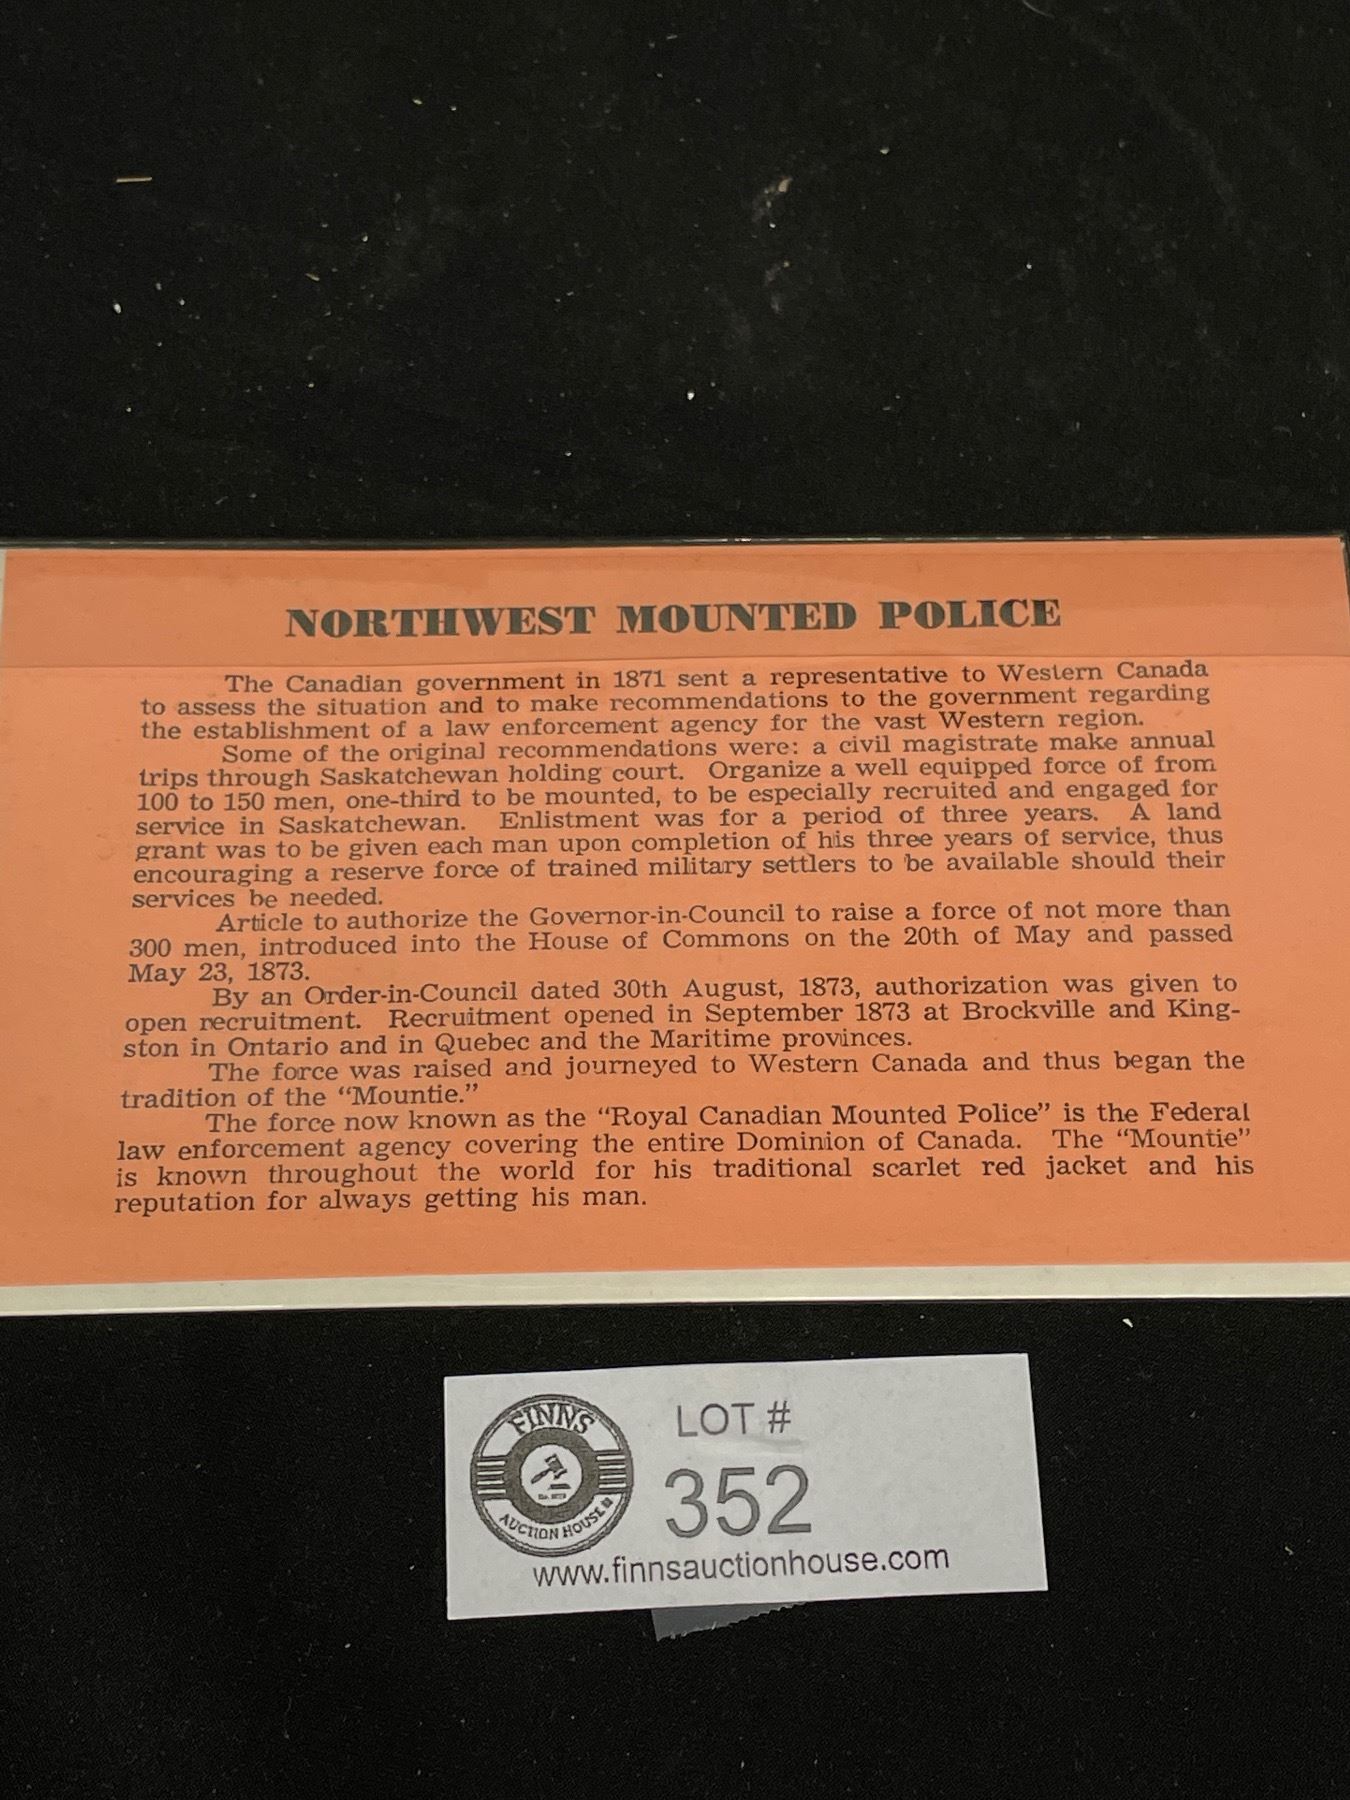 NORTHWEST MOUNTED POLICE
The Canadian government in 1871 sent a representative to Western Canada
to assess the situation and to make recommendations to the government regarding
the establishment of a law enforcement agency for the vast Western region.
Some of the original recommendations were: a civil magistrate make annual
trips through Saskatchewan holding court. Organize a well equipped force of from
100 to 150 men, one-third to be mounted, to be especially recruited and engaged for
service in Saskatchewan. Enlistment was for a period of three years. A land
grant was to be given each man upon completion of his three years of service, thus
encouraging a reserve force of trained military settlers to be available should their
services be needed.
Article to authorize the Governor-in-Council to raise a force of not more than
300 men, introduced into the House of Commons on the 20th of May and passed
May 23, 1873.
By an Order-in-Council dated 30th August, 1873, authorization was given to
open recruitment. Recruitment opened in September 1873 at Brockville and King-
ston in Ontario and in Quebec and the Maritime provinces.
The force was raised and journeyed to Western Canada and thus began the
tradition of the “Mountie.”
The force now known as the “Royal Canadian Mounted Police” is the Federal
law enforcement agency covering the entire Dominion of Canada. The “Mountie”
is known throughout the world for his traditional scarlet red jacket and his
reputation for always getting his man.
FINNS
AUCTION HOUSE
LOT #
352
www.finnsauctionhouse.com